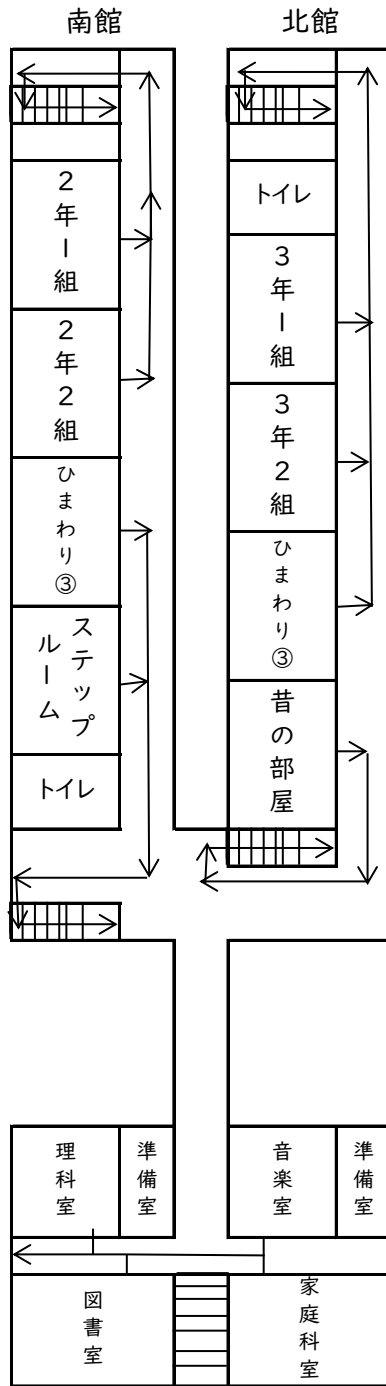 南館
北館
2年1組
2年2組
ひまわり③
ステップ
ルーム
トイレ
トイレ
3年1組
3年2組
ひまわり③
昔の部屋
理科室
準備室
音楽室
準備室
図書室
家庭科室